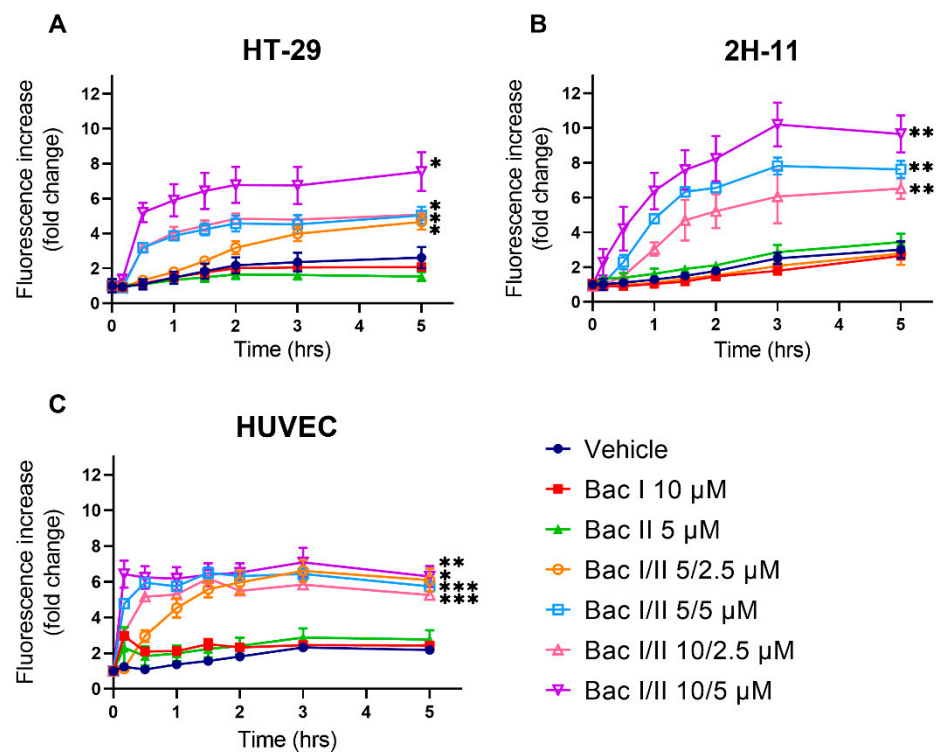 A
HT-29
Fluorescence increase
(fold change)
12
10
8
6
4
2
0
0 1 2 3 4 5
Time (hrs)
*
*
*
*
B
2H-11
Fluorescence increase
(fold change)
12
10
8
6
4
2
0
0 1 2 3 4 5
Time (hrs)
**
**
**
C
HUVEC
Fluorescence increase
(fold change)
12
10
8
6
4
2
0
0 1 2 3 4 5
Time (hrs)
**
*
***
***
Vehicle
Bac I 10 µM
Bac II 5 µM
Bac I/II 5/2.5 µM
Bac I/II 5/5 µM
Bac I/II 10/2.5 µM
Bac I/II 10/5 µM